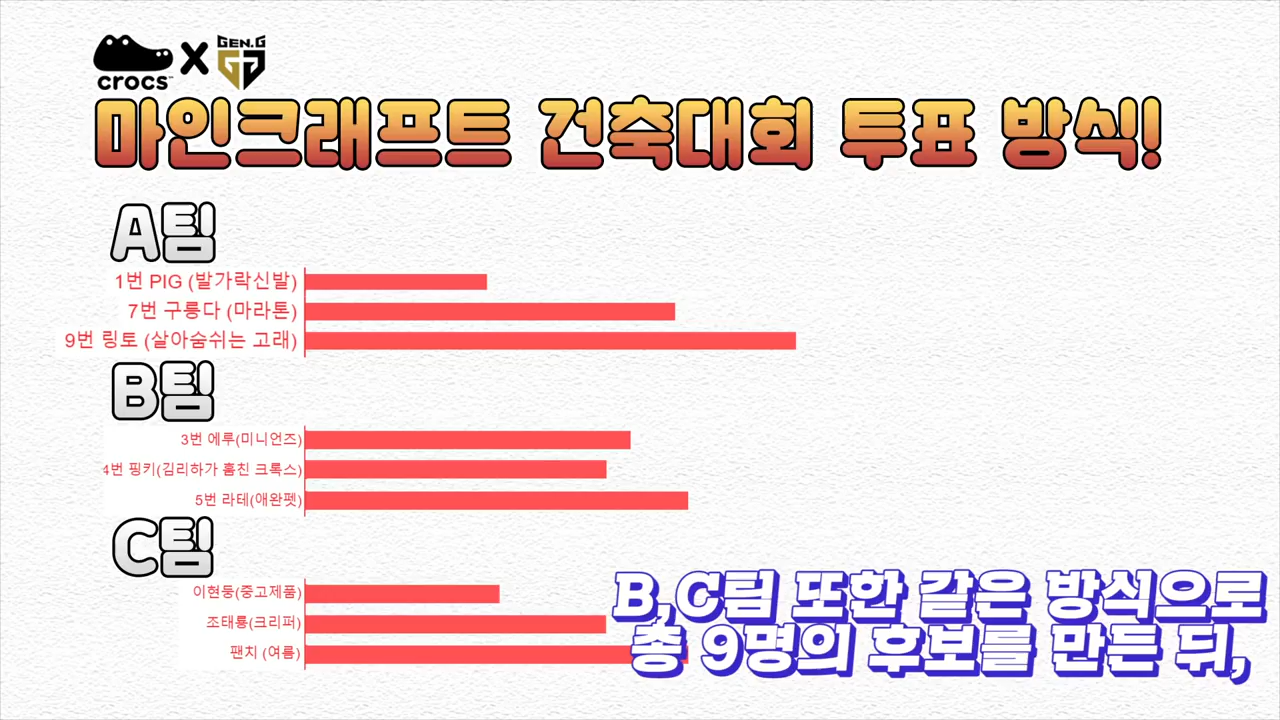 crocs™ X GEN.G
마인크래프트 건축대회 투표 방식!
A팀
1번 PIG (발가락신발)
7번 구릉다 (마라톤)
9번 링토 (살아숨쉬는 고래)
B팀
3번 에루(미니언즈)
4번 핑키(김리하가 훔친 크록스)
5번 라테(애완펫)
C팀
이현둥(중고제품)
조태룡(크리퍼)
팬치 (여름)
B,C림 또한 같은 방식으로
총 9명의 후보를 만든 뒤,